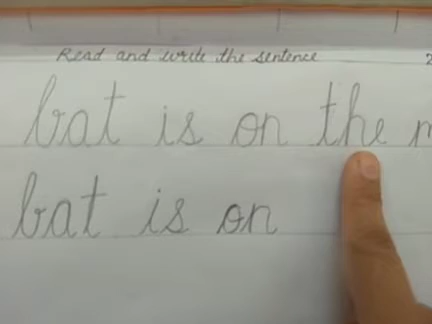 Read and write the sentence
bat is on the
bat is on